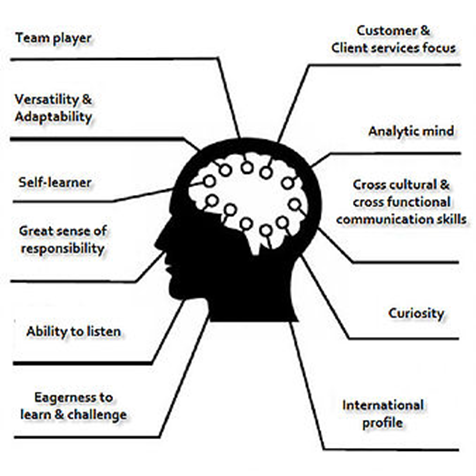 Team player
Versatility &
Adaptability
Self-learner
Great sense of
responsibility
Ability to listen
Eagerness to
learn & challenge
Customer &
Client services focus
Analytic mind
Cross cultural &
cross functional
communication skills
Curiosity
International
profile